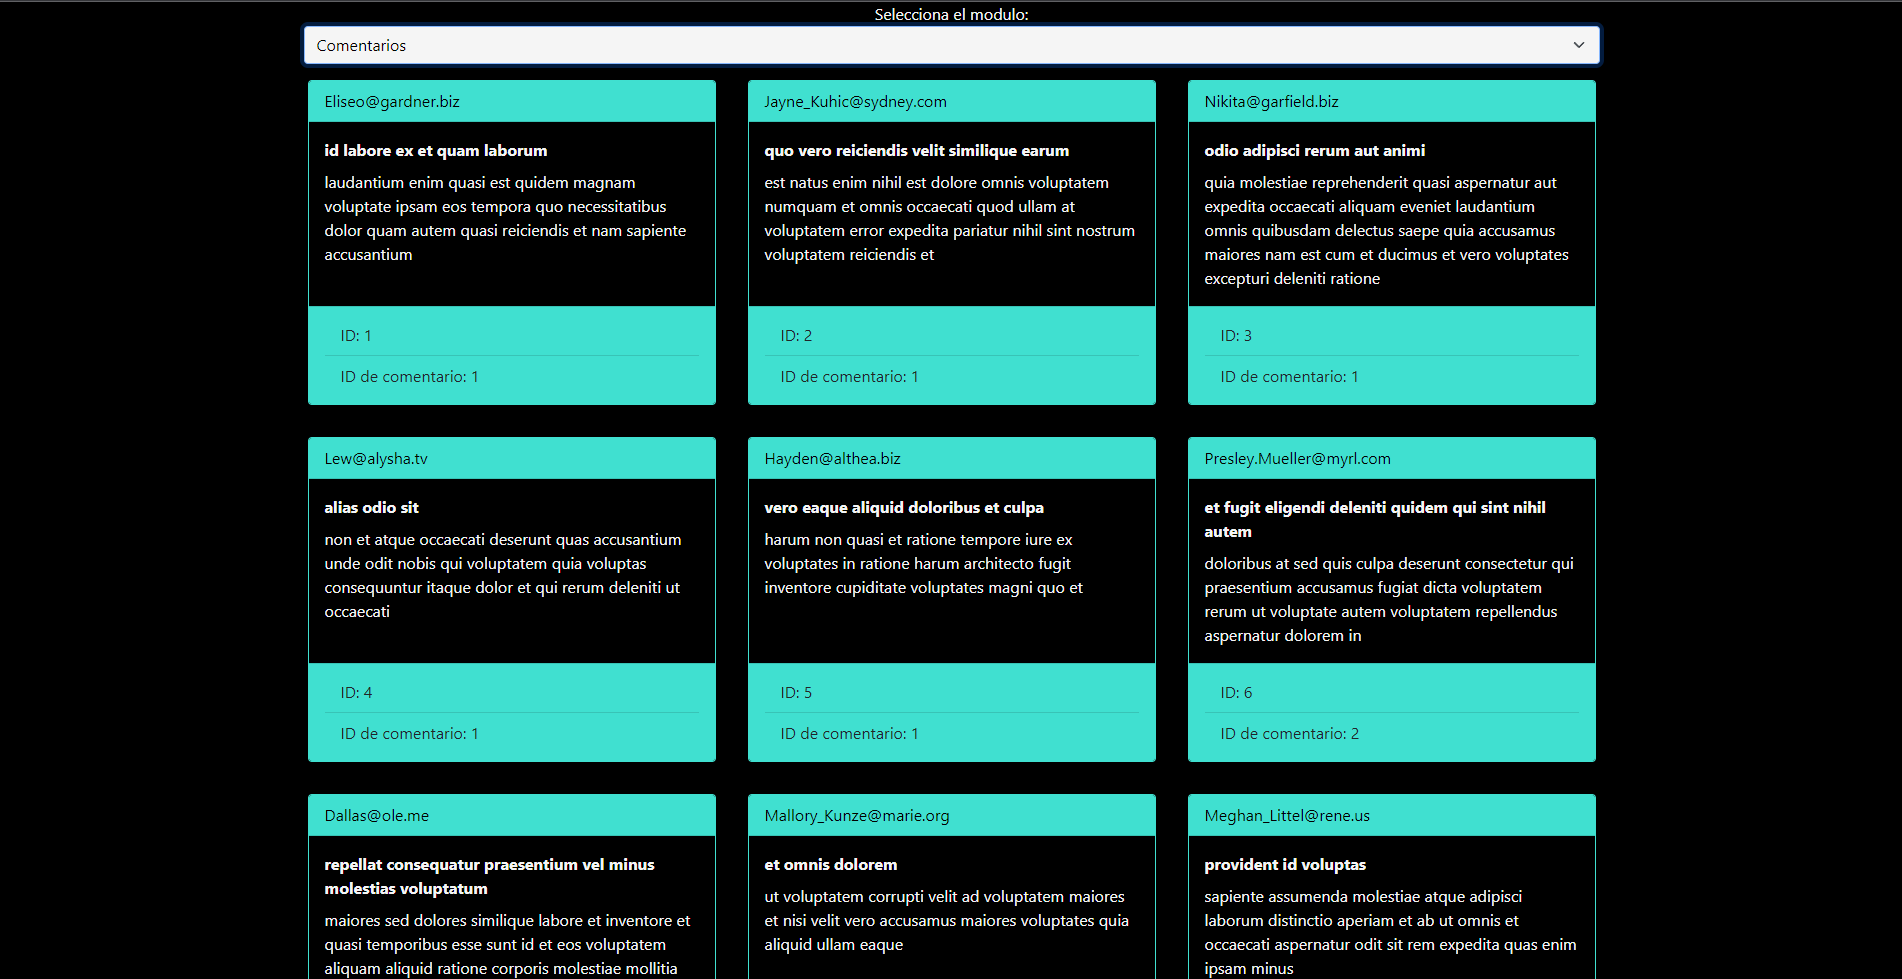 Selecciona el modulo:
Comentarios
Eliseo@gardner.biz
id labore ex et quam laborum
laudantium enim quasi est quidem magnam
voluptate ipsam eos tempora quo necessitatibus
dolor quam autem quasi reiciendis et nam sapiente
accusantium
ID: 1
ID de comentario: 1
Jayne_Kuhic@sydney.com
quo vero reiciendis velit similique earum
est natus enim nihil est dolore omnis voluptatem
numquam et omnis occaecati quod ullam at
voluptatem error expedita pariatur nihil sint nostrum
voluptatem reiciendis et
ID: 2
ID de comentario: 1
Nikita@garfield.biz
odio adipisci rerum aut animi
quia molestiae reprehenderit quasi aspernatur aut
expedita occaecati aliquam eveniet laudantium
omnis quibusdam delectus saepe quia accusamus
maiores nam est cum et ducimus et vero voluptates
excepturi deleniti ratione
ID: 3
ID de comentario: 1
Lew@alysha.tv
alias odio sit
non et atque occaecati deserunt quas accusantium
unde odit nobis qui voluptatem quia voluptas
consequuntur itaque dolor et qui rerum deleniti ut
occaecati
ID: 4
ID de comentario: 1
Hayden@althea.biz
vero eaque aliquid doloribus et culpa
harum non quasi et ratione tempore iure ex
voluptates in ratione harum architecto fugit
inventore cupiditate voluptates magni quo et
ID: 5
ID de comentario: 1
Presley.Mueller@myrl.com
et fugit eligendi deleniti quidem qui sint nihil
autem
doloribus at sed quis culpa deserunt consectetur qui
praesentium accusamus fugiat dicta voluptatem
rerum ut voluptate autem voluptatem repellendus
aspernatur dolorem in
ID: 6
ID de comentario: 2
Dallas@ole.me
repellat consequatur praesentium vel minus
molestias voluptatum
maiores sed dolores similique labore et inventore et
quasi temporibus esse sunt id et eos voluptatem
aliquam aliquid ratione corporis molestiae mollitia
Mallory_Kunze@marie.org
et omnis dolorem
ut voluptatem corrupti velit ad voluptatem maiores
et nisi velit vero accusamus maiores voluptates quia
aliquid ullam eaque
Meghan_Littel@rene.us
provident id voluptas
sapiente assumenda molestiae atque adipisci
laborum distinctio aperiam et ab ut omnis et
occaecati aspernatur odit sit rem expedita quas enim
ipsam minus